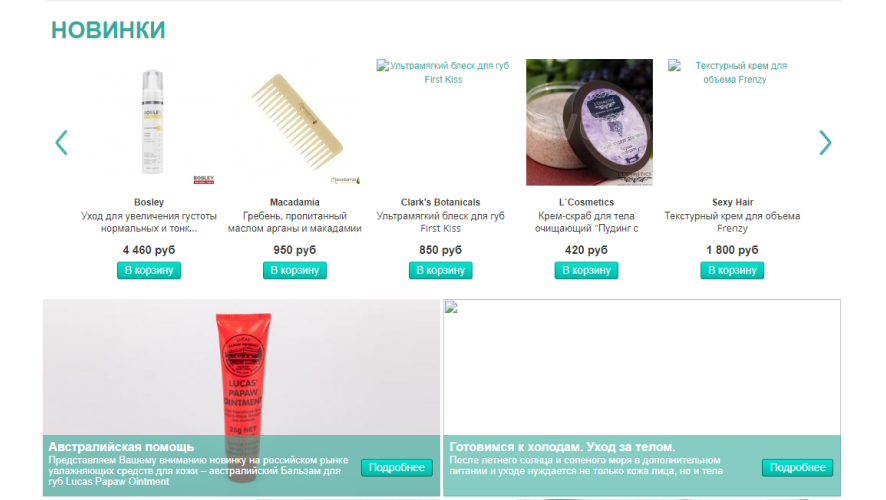 НОВИНКИ
BOSLEY
BOSLEY
Macadamia
Ультрамягкий блеск для губ
First Kiss
L'COSMETICS
Текстурный крем для
объема Frenzy
Bosley
Уход для увеличения густоты
нормальных и тонк...
4 460 руб
В корзину
Macadamia
Гребень, пропитанный
маслом арганы и макадамии
950 руб
В корзину
Clark's Botanicals
Ультрамягкий блеск для губ
First Kiss
850 руб
В корзину
L`Cosmetics
Крем-скраб для тела
очищающий "Пудинг с
420 руб
В корзину
Sexy Hair
Текстурный крем для объема
Frenzy
1 800 руб
В корзину
LUCAS'
PAPAW
OINTMENT
25g NET
Австралийская помощь
Представляем Вашему вниманию новинку на российском рынке
увлажняющих средств для кожи – австралийский Бальзам для
губ Lucas Papaw Ointment
Подробнее
Готовимся к холодам. Уход за телом.
После летнего солнца и соленого моря в дополнительном
питании и уходе нуждается не только кожа лица, но и тела
Подробнее